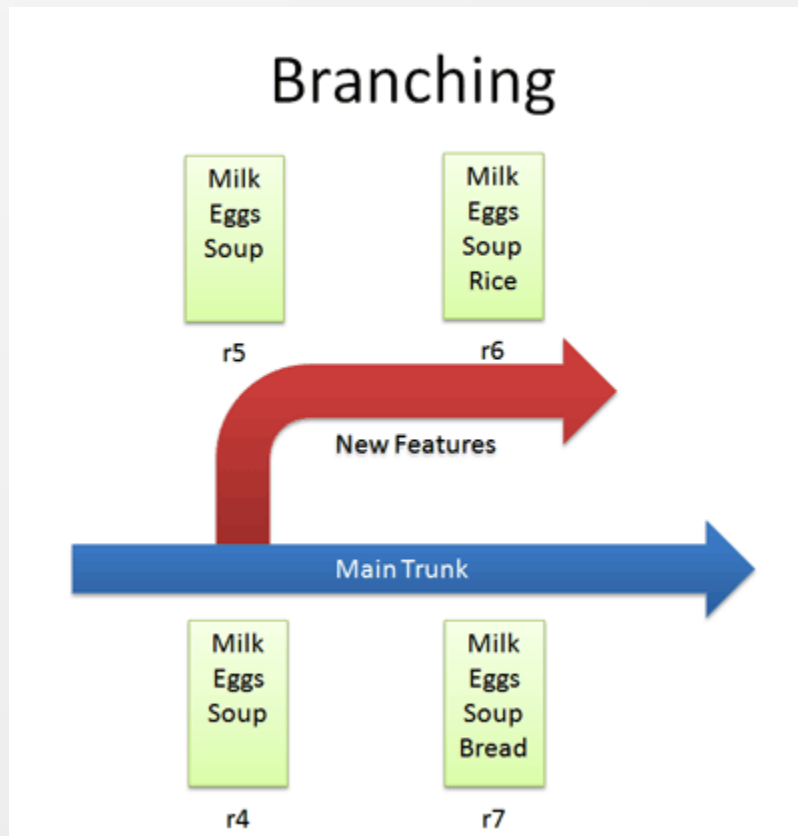 Branching
Milk
Eggs
Soup
r5
Milk
Eggs
Soup
Rice
r6
New Features
Main Trunk
Milk
Eggs
Soup
r4
Milk
Eggs
Soup
Bread
r7